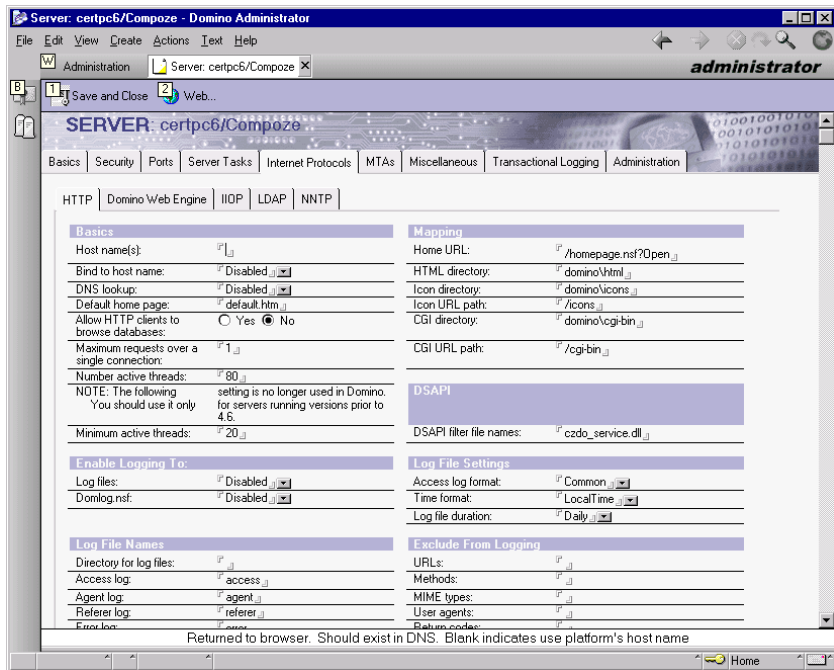 Server: certpc6/Compoze - Domino Administrator
File Edit View Create Actions Text Help
W Administration Server: certpc6/Compoze X
administrator
B 1 Save and Close 2 Web...
SERVER: certpc6/Compoze
Basics Security Ports Server Tasks Internet Protocols MTAs Miscellaneous Transactional Logging Administration
HTTP Domino Web Engine IIOP LDAP NNTP
Basics Mapping
Host name(s): Home URL: /homepage.nsf?Open
Bind to host name: Disabled HTML directory: domino\html
DNS lookup: Disabled Icon directory: domino\icons
Default home page: default.htm Icon URL path: /icons
Allow HTTP clients to Yes No CGI directory: domino\cgi-bin
browse databases:
Maximum requests over a 1 CGI URL path: /cgi-bin
single connection:
Number active threads: 80
NOTE: The following setting is no longer used in Domino. DSAPI
You should use it only for servers running versions prior to
4.6.
Minimum active threads: 20 DSAPI filter file names: czdo_service.dll
Enable Logging To: Log File Settings
Log files: Disabled Access log format: Common
Domlog.nsf: Disabled Time format: LocalTime
Log file duration: Daily
Log File Names Exclude From Logging
Directory for log files: URLs:
Access log: access Methods:
Agent log: agent MIME types:
Referer log: referer User agents:
Error log: error Return codes:
Returned to browser. Should exist in DNS. Blank indicates use platform's host name
Home